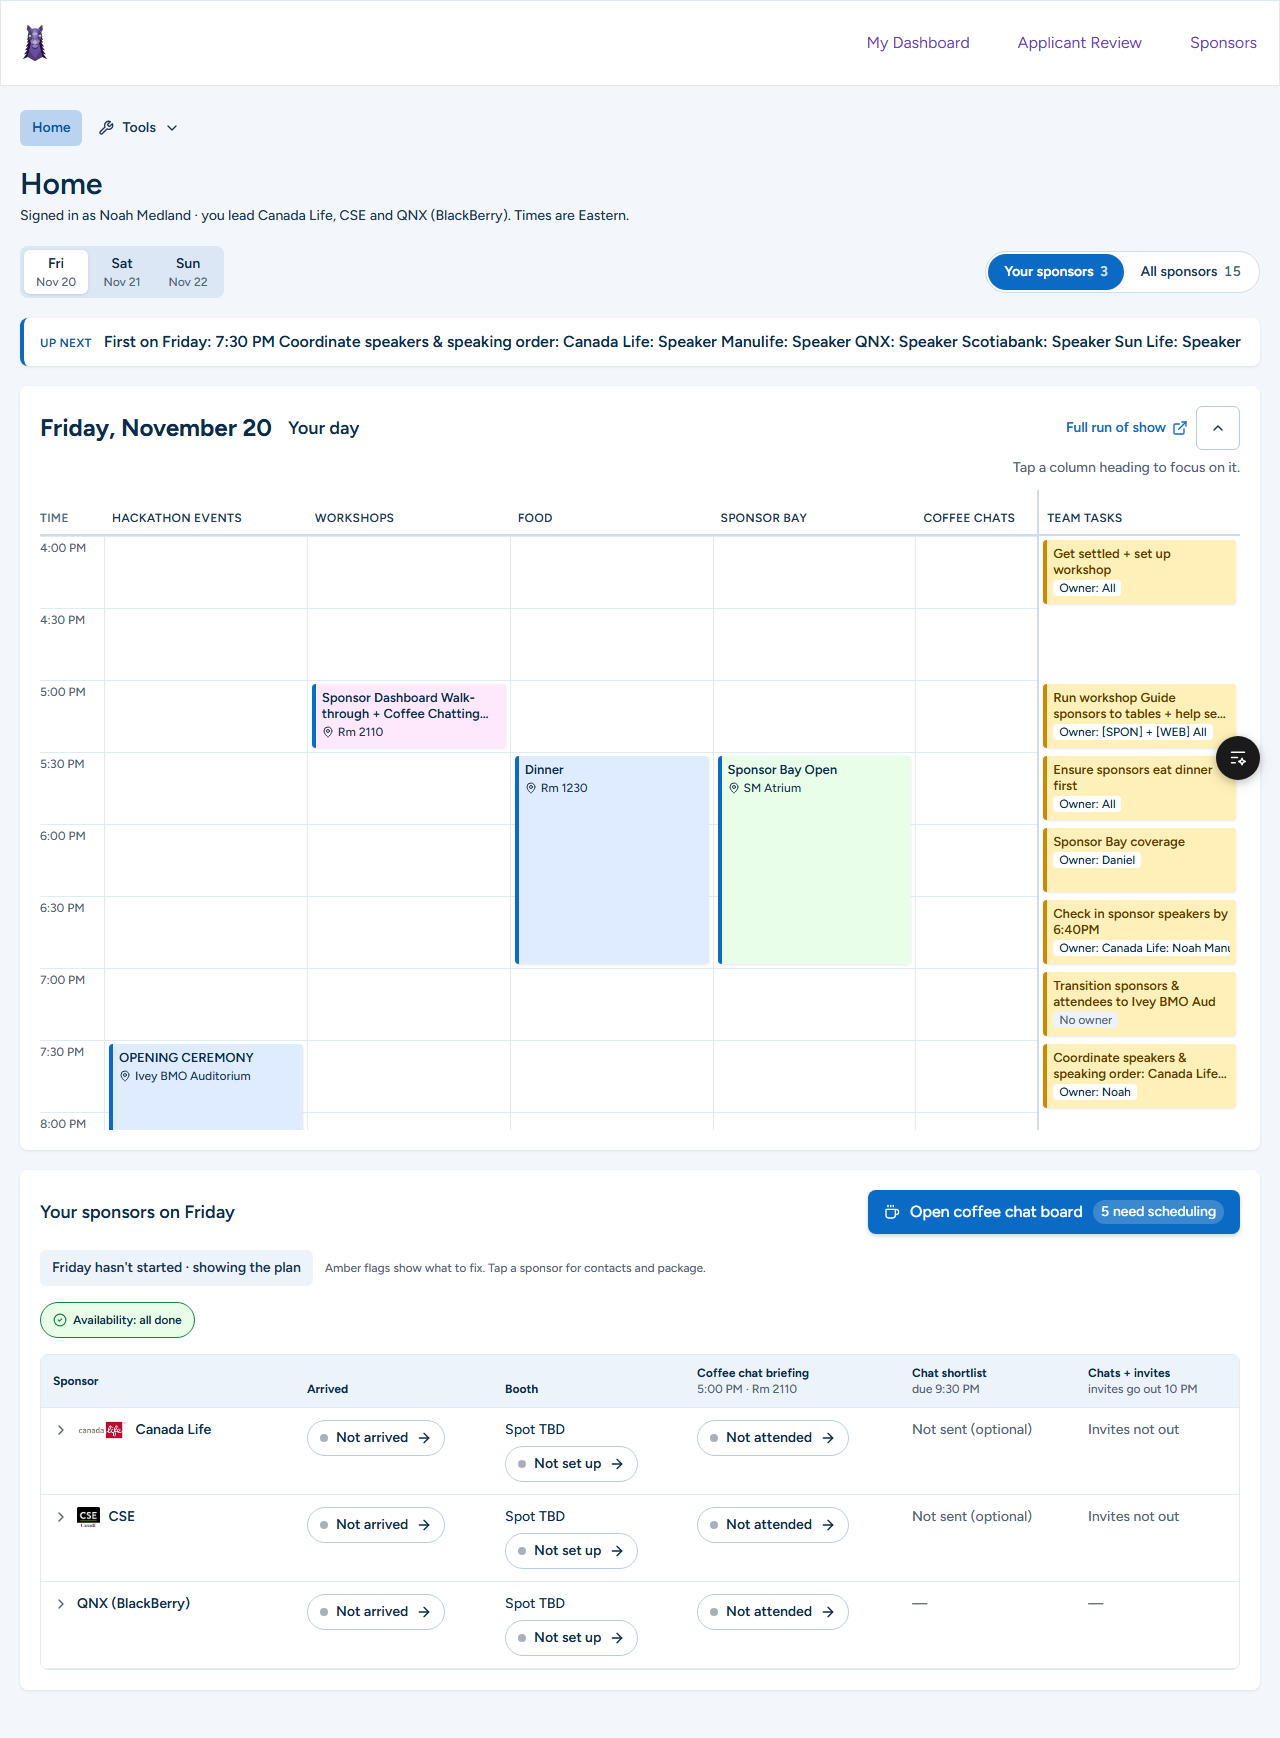 My Dashboard
Applicant Review
Sponsors
Home
Tools
Home
Signed in as Noah Medland · you lead Canada Life, CSE and QNX (BlackBerry). Times are Eastern.
Fri
Nov 20
Sat
Nov 21
Sun
Nov 22
Your sponsors 3
All sponsors 15
UP NEXT
First on Friday: 7:30 PM Coordinate speakers & speaking order: Canada Life: Speaker Manulife: Speaker QNX: Speaker Scotiabank: Speaker Sun Life: Speaker
Friday, November 20
Your day
Full run of show
Tap a column heading to focus on it.
TIME
HACKATHON EVENTS
WORKSHOPS
FOOD
SPONSOR BAY
COFFEE CHATS
TEAM TASKS
4:00 PM
Get settled + set up
workshop
Owner: All
4:30 PM
5:00 PM
Sponsor Dashboard Walk-
through + Coffee Chatting...
Rm 2110
Run workshop Guide
sponsors to tables + help se...
Owner: [SPON] + [WEB] All
5:30 PM
Dinner
Rm 1230
Sponsor Bay Open
SM Atrium
Ensure sponsors eat dinner
first
Owner: All
6:00 PM
Sponsor Bay coverage
Owner: Daniel
6:30 PM
Check in sponsor speakers by
6:40PM
Owner: Canada Life: Noah Manu
7:00 PM
Transition sponsors &
attendees to Ivey BMO Aud
No owner
7:30 PM
OPENING CEREMONY
Ivey BMO Auditorium
Coordinate speakers &
speaking order: Canada Life...
Owner: Noah
8:00 PM
Your sponsors on Friday
Open coffee chat board
5 need scheduling
Friday hasn't started · showing the plan
Amber flags show what to fix. Tap a sponsor for contacts and package.
Availability: all done
Sponsor
Arrived
Booth
Coffee chat briefing
5:00 PM · Rm 2110
Chat shortlist
due 9:30 PM
Chats + invites
invites go out 10 PM
canada life
Canada Life
Not arrived
Spot TBD
Not set up
Not attended
Not sent (optional)
Invites not out
CSE
Canada
CSE
Not arrived
Spot TBD
Not set up
Not attended
Not sent (optional)
Invites not out
QNX (BlackBerry)
Not arrived
Spot TBD
Not set up
Not attended
—
—